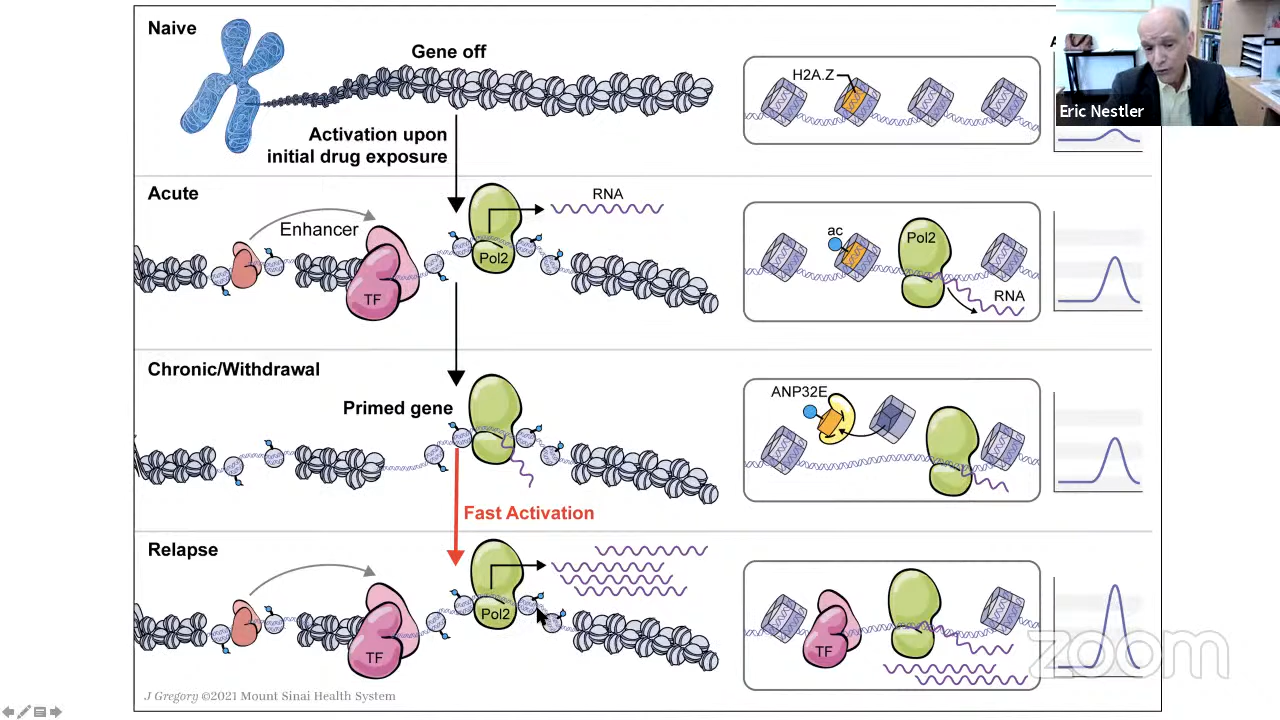 Naive
Gene off
Activation upon
initial drug exposure
H2A.Z
A
Eric Nestler
Acute
Enhancer
TF
Pol2
RNA
ac
Pol2
RNA
Chronic/Withdrawal
Primed gene
Fast Activation
ANP32E
Relapse
TF
Pol2
TF
zoom
J Gregory ©2021 Mount Sinai Health System